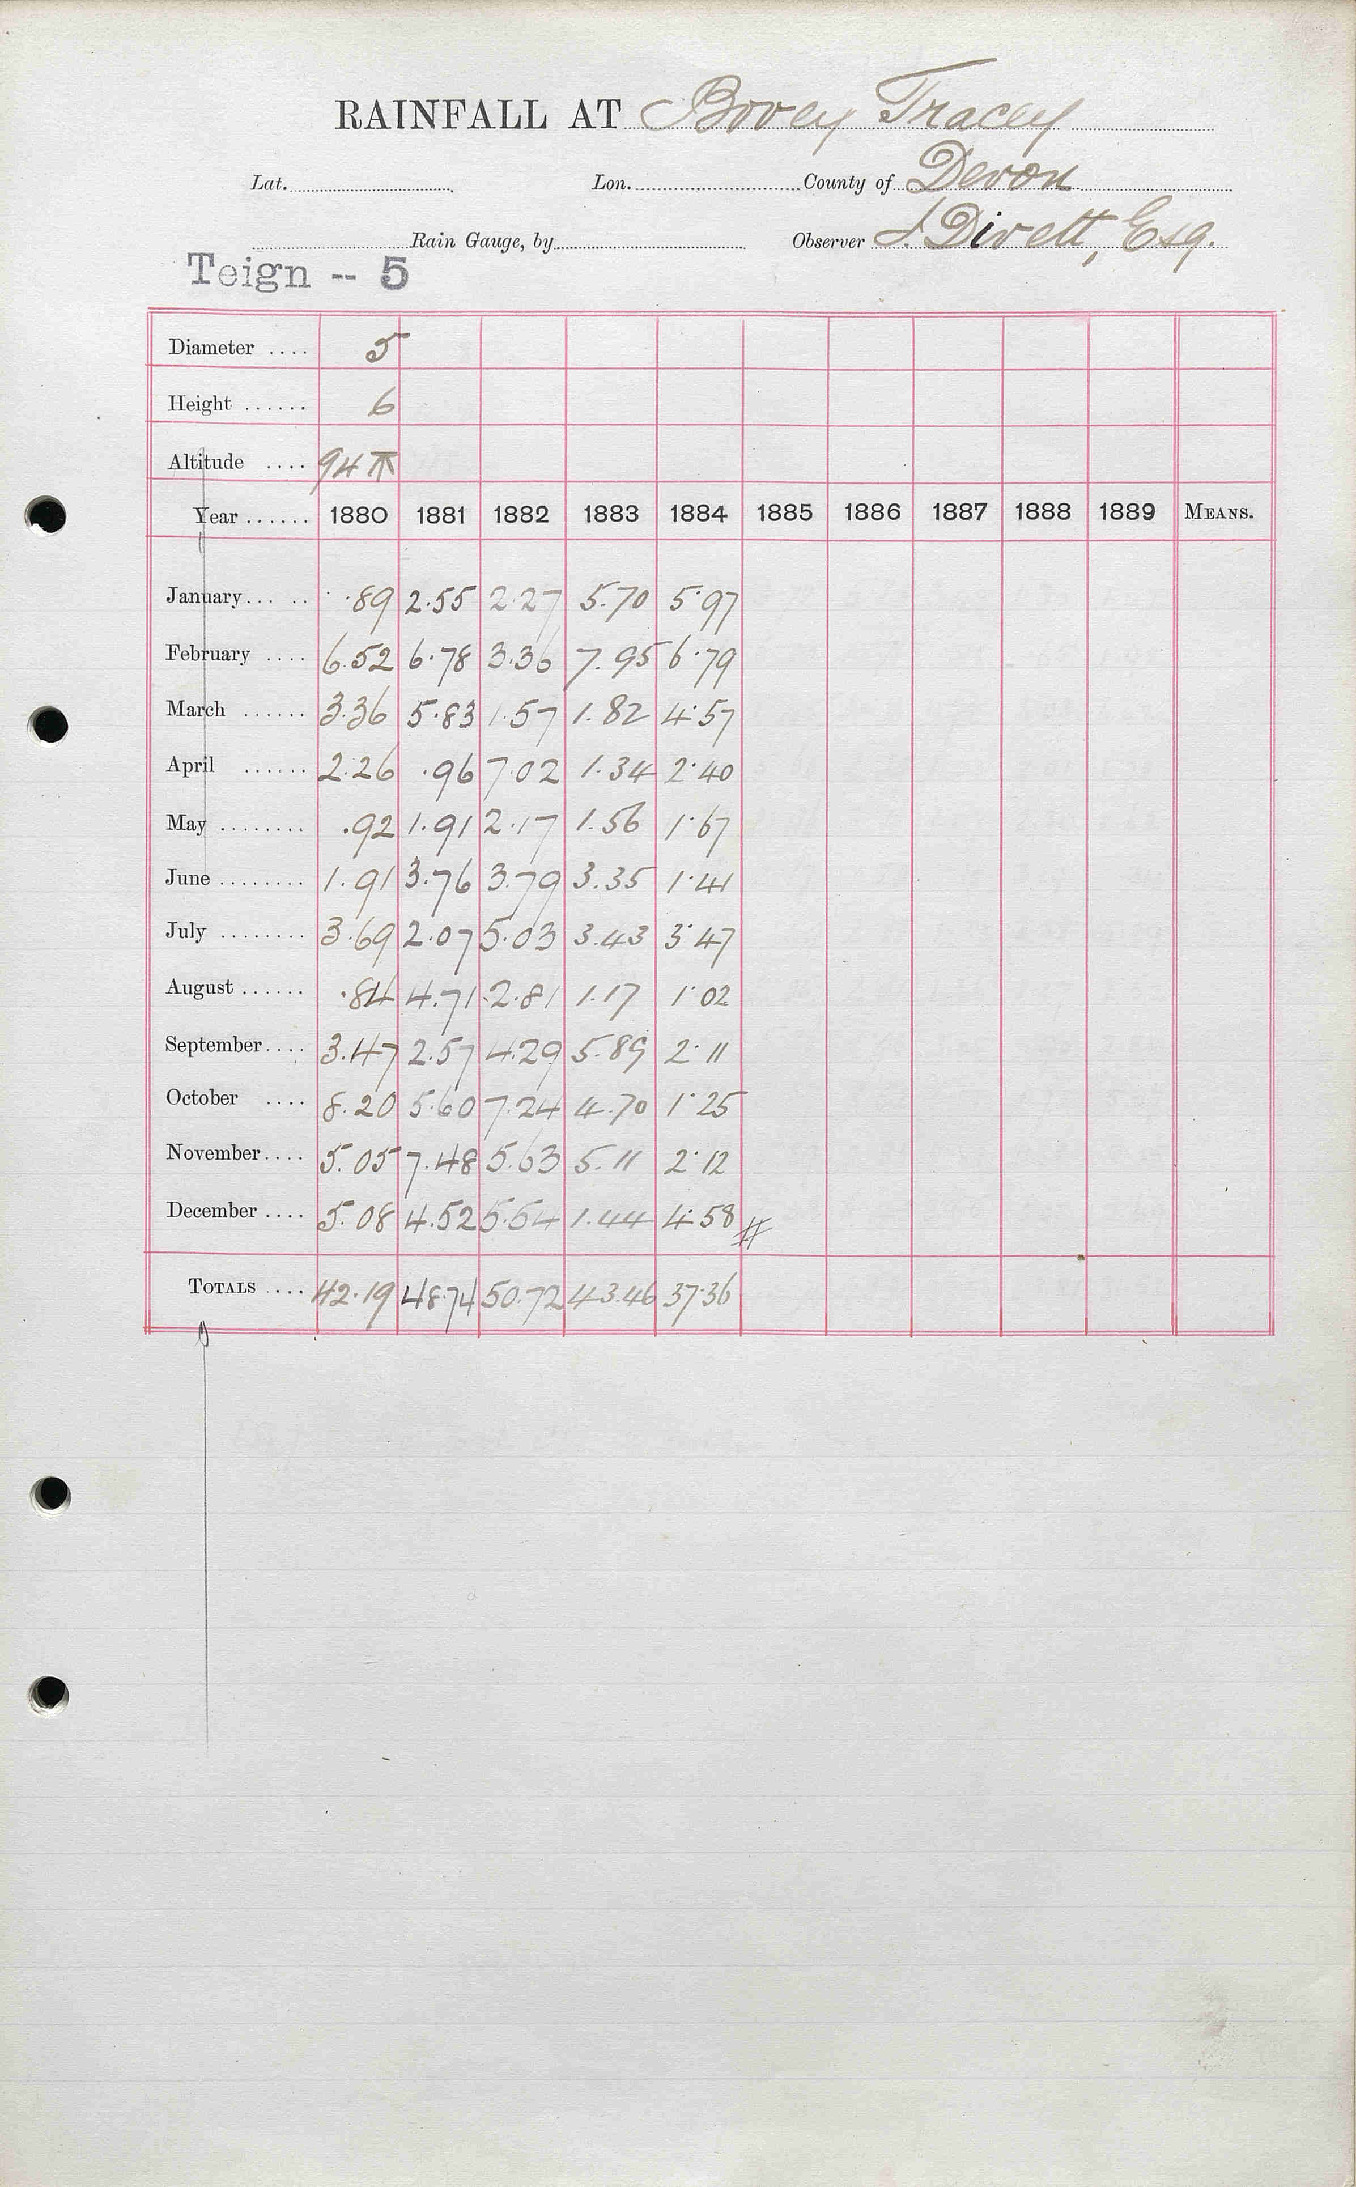 RAINFALL AT Bovey Tracey
Lat. Lon. County of Devon
Rain Gauge, by Observer J. Divett, Esq.
Teign -- 5
Diameter .... 5
Height ...... 6
Altitude .... 94
Year ...... 1880 1881 1882 1883 1884 1885 1886 1887 1888 1889 MEANS.
January ... .. .89 2.55 2.27 5.70 5.97
February .... 6.52 6.78 3.36 7.95 6.79
March ...... 3.36 5.83 1.57 1.82 4.57
April ...... 2.26 .96 7.02 1.34 2.40
May ........ .92 1.91 2.17 1.56 1.67
June ........ 1.91 3.76 3.79 3.35 1.41
July ........ 3.69 2.07 5.03 3.43 3.47
August ...... .84 4.71 2.81 1.17 1.02
September .... 3.47 2.57 4.29 5.89 2.11
October .... 8.20 5.60 7.24 4.70 1.25
November .... 5.05 7.48 5.63 5.11 2.12
December .... 5.08 4.52 5.54 1.44 4.58 #
TOTALS .... 42.19 48.74 50.72 43.46 37.36